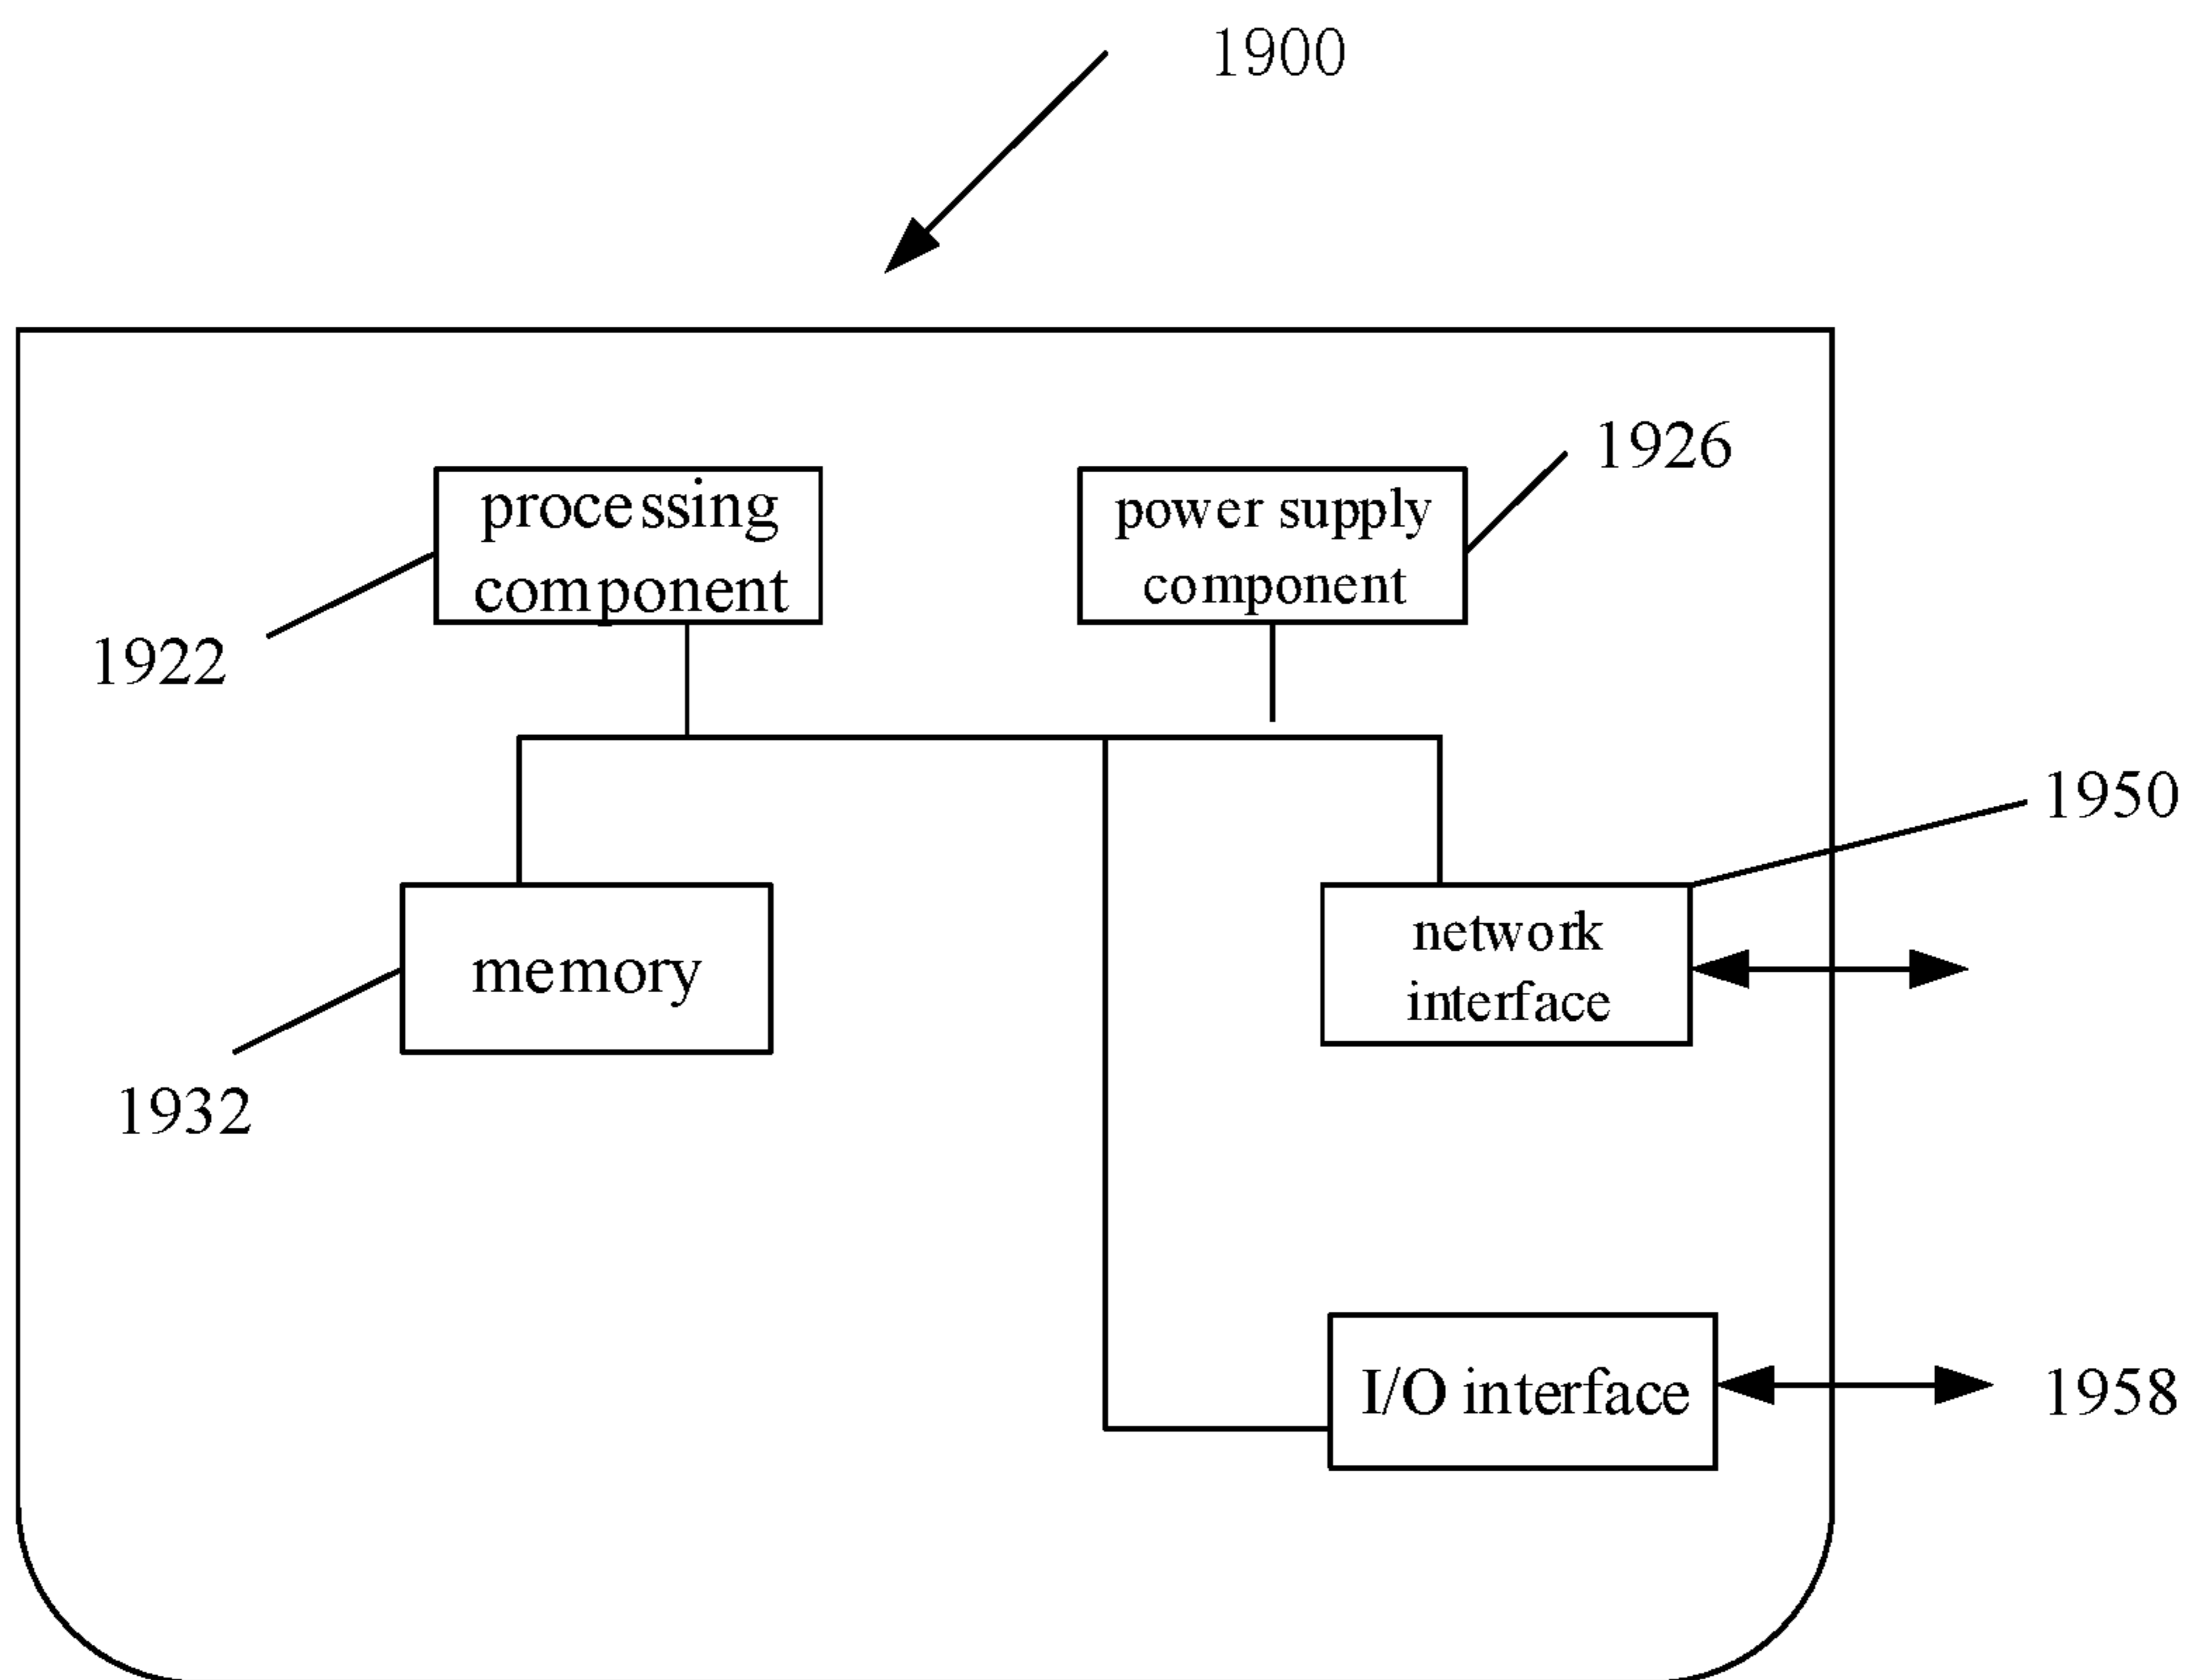 1900
1926
processing
component
power supply
component
1922
1950
memory
network
interface
1932
I/O interface
1958